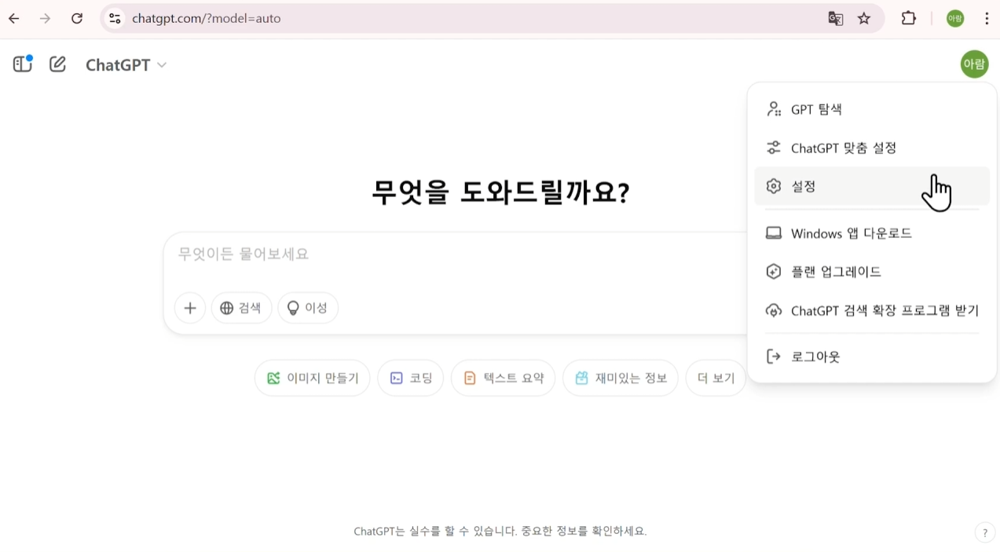 chatgpt.com/?model=auto
아람
ChatGPT
아람
GPT 탐색
ChatGPT 맞춤 설정
설정
Windows 앱 다운로드
플랜 업그레이드
ChatGPT 검색 확장 프로그램 받기
로그아웃
무엇을 도와드릴까요?
무엇이든 물어보세요
검색
이성
이미지 만들기
코딩
텍스트 요약
재미있는 정보
더 보기
ChatGPT는 실수를 할 수 있습니다. 중요한 정보를 확인하세요.
?